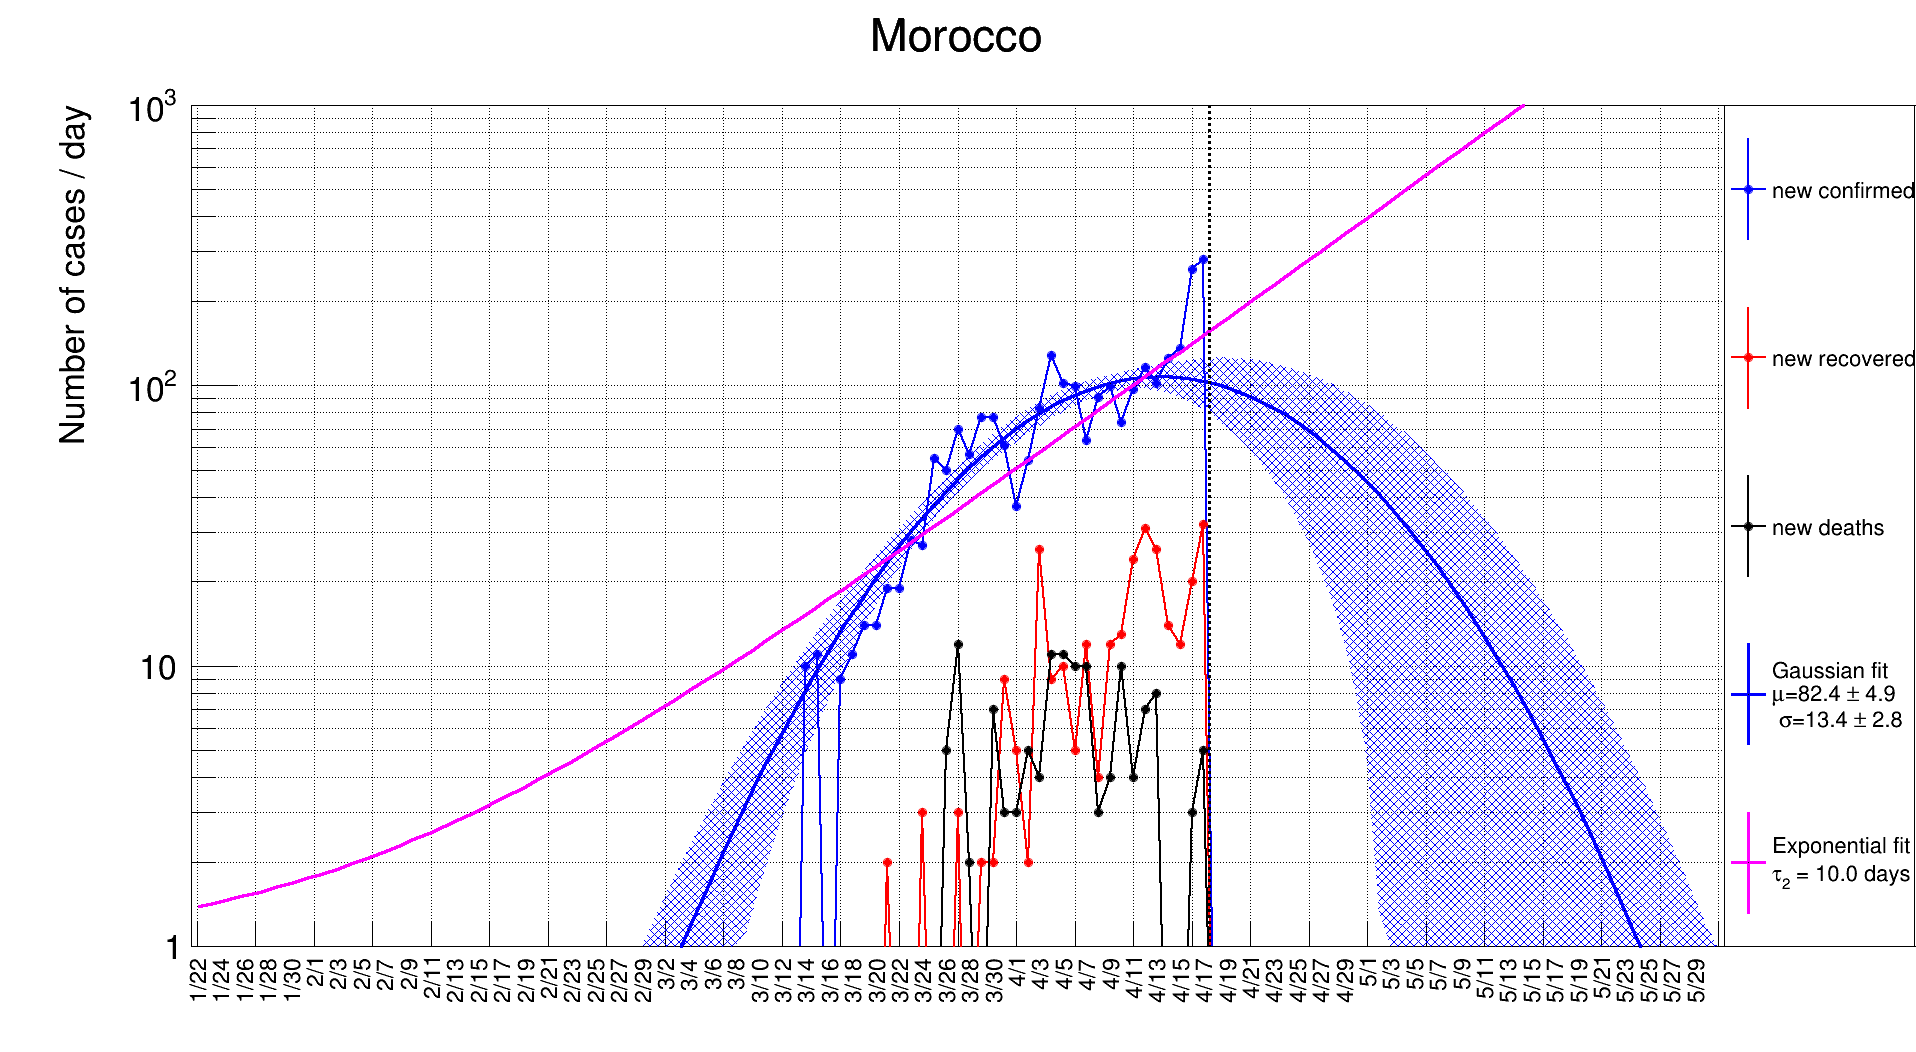 Morocco
Number of cases / day
10³
10²
10
1
1/22 1/24 1/26 1/28 1/30 2/1 2/3 2/5 2/7 2/9 2/11 2/13 2/15 2/17 2/19 2/21 2/23 2/25 2/27 2/29 3/2 3/4 3/6 3/8 3/10 3/12 3/14 3/16 3/18 3/20 3/22 3/24 3/26 3/28 3/30 4/1 4/3 4/5 4/7 4/9 4/11 4/13 4/15 4/17 4/19 4/21 4/23 4/25 4/27 4/29 5/1 5/3 5/5 5/7 5/9 5/11 5/13 5/15 5/17 5/19 5/21 5/23 5/25 5/27 5/29
new confirmed
new recovered
new deaths
Gaussian fit
μ=82.4 ± 4.9
σ=13.4 ± 2.8
Exponential fit
τ₂ = 10.0 days